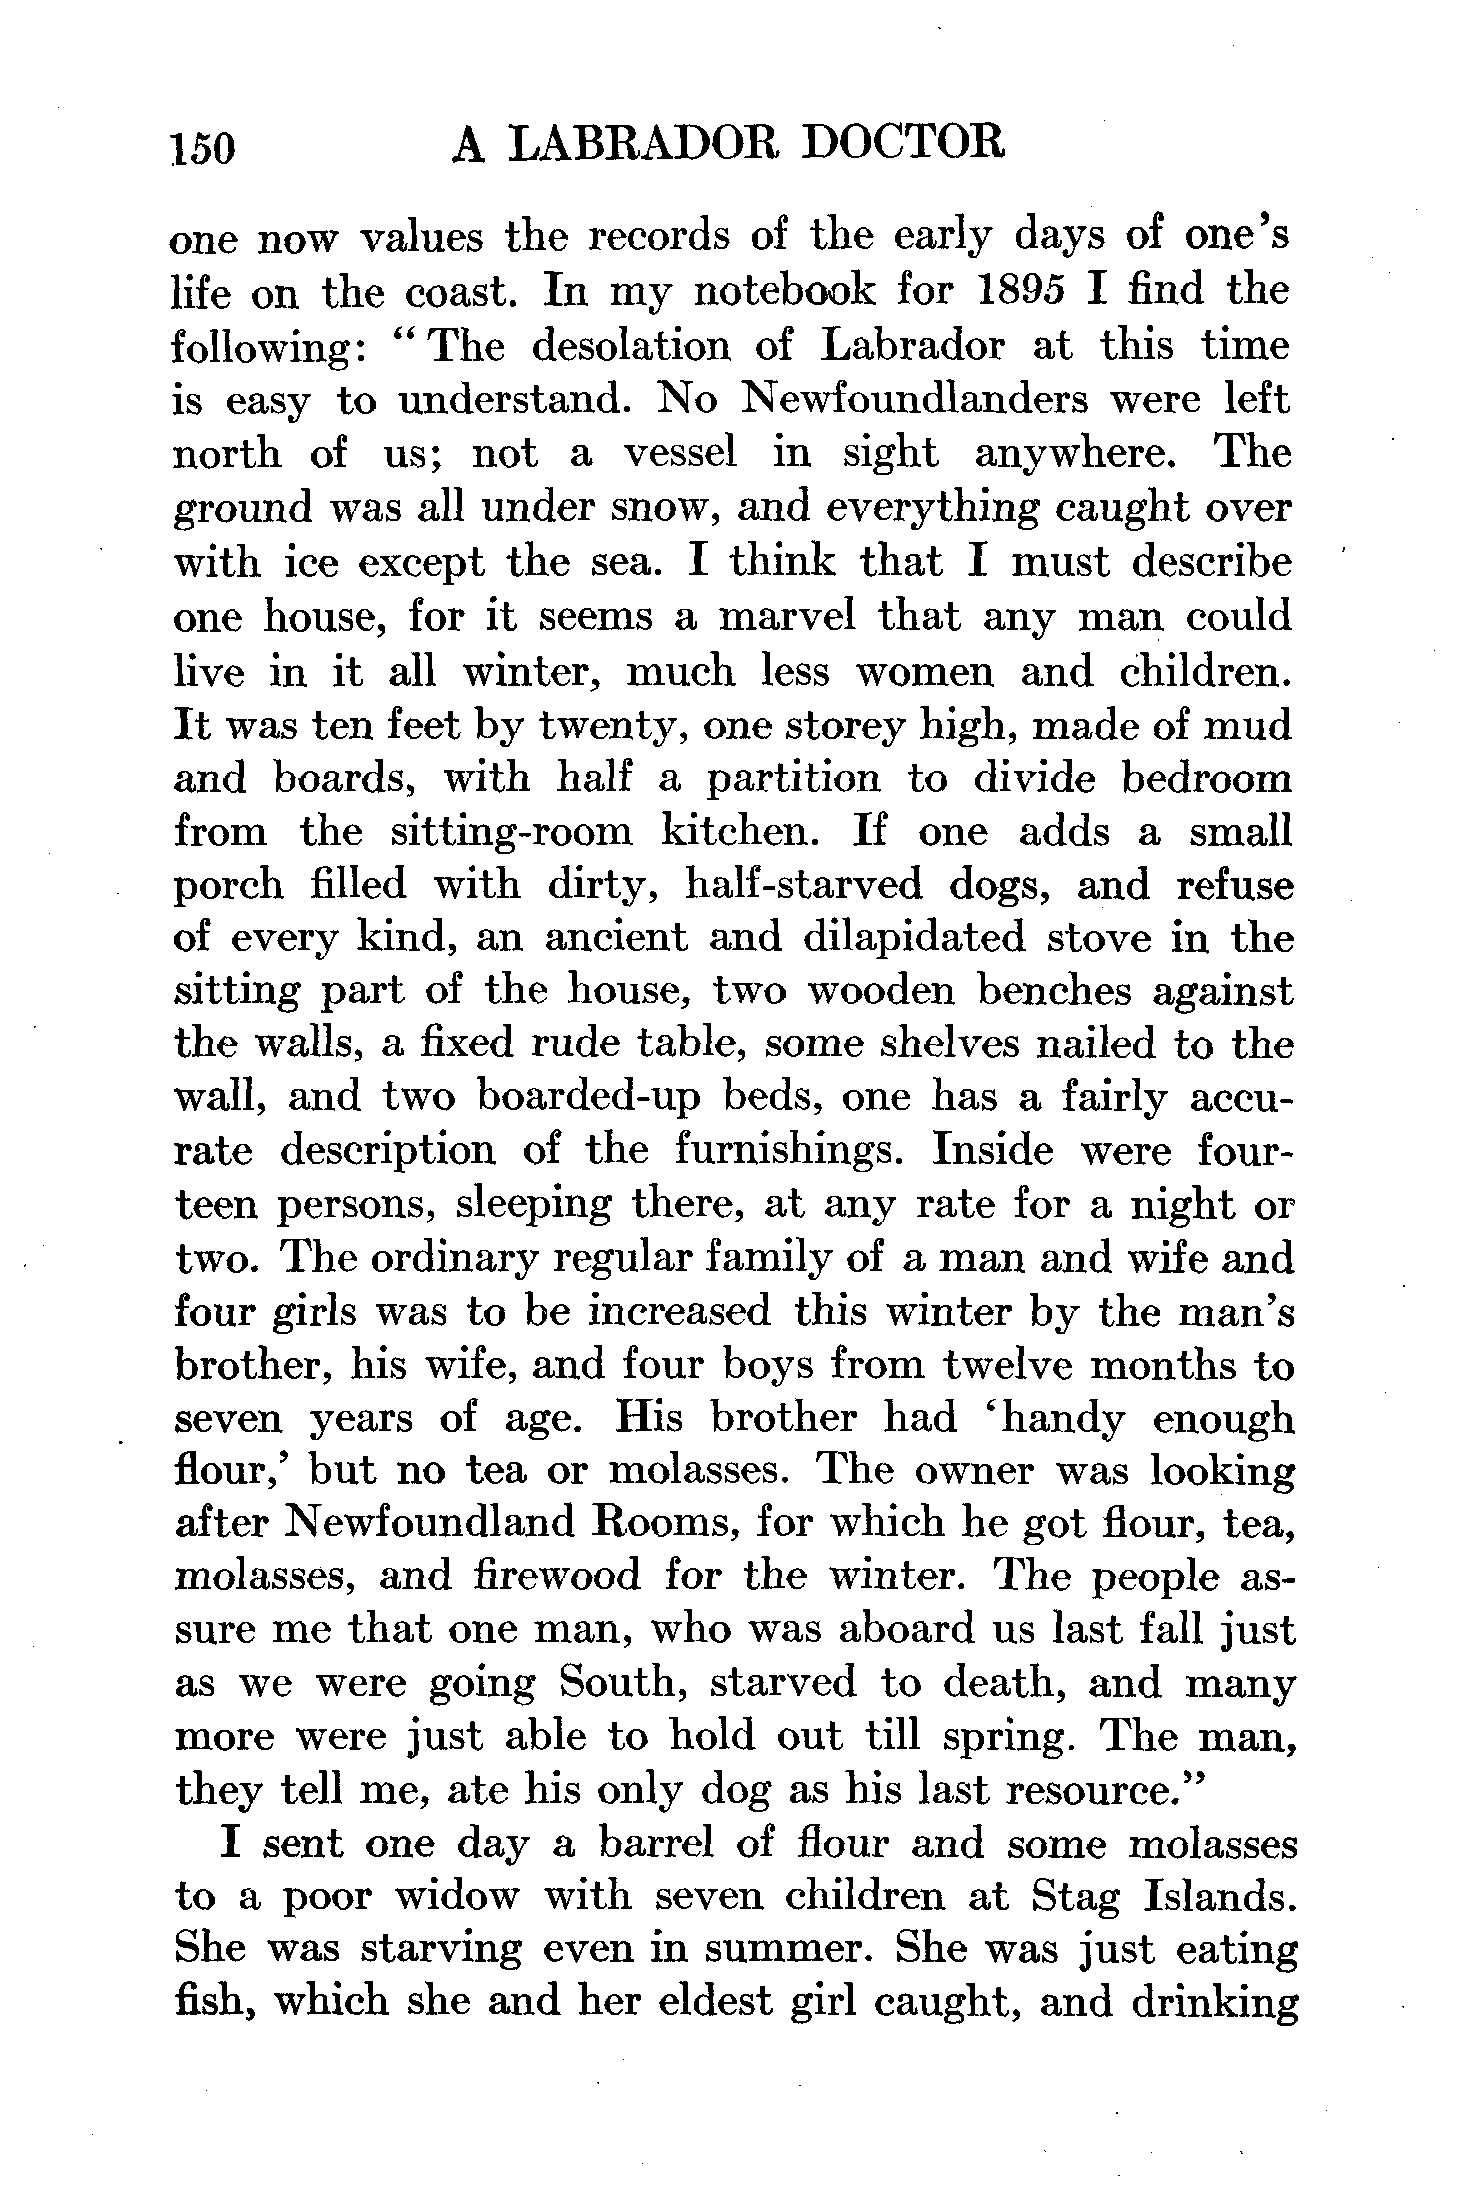 150 A LABRADOR DOCTOR
one now values the records of the early days of one's
life on the coast. In my notebook for 1895 I find the
following: "The desolation of Labrador at this time
is easy to understand. No Newfoundlanders were left
north of us; not a vessel in sight anywhere. The
ground was all under snow, and everything caught over
with ice except the sea. I think that I must describe
one house, for it seems a marvel that any man could
live in it all winter, much less women and children.
It was ten feet by twenty, one storey high, made of mud
and boards, with half a partition to divide bedroom
from the sitting-room kitchen. If one adds a small
porch filled with dirty, half-starved dogs, and refuse
of every kind, an ancient and dilapidated stove in the
sitting part of the house, two wooden benches against
the walls, a fixed rude table, some shelves nailed to the
wall, and two boarded-up beds, one has a fairly accu-
rate description of the furnishings. Inside were four-
teen persons, sleeping there, at any rate for a night or
two. The ordinary regular family of a man and wife and
four girls was to be increased this winter by the man's
brother, his wife, and four boys from twelve months to
seven years of age. His brother had 'handy enough
flour,' but no tea or molasses. The owner was looking
after Newfoundland Rooms, for which he got flour, tea,
molasses, and firewood for the winter. The people as-
sure me that one man, who was aboard us last fall just
as we were going South, starved to death, and many
more were just able to hold out till spring. The man,
they tell me, ate his only dog as his last resource."
I sent one day a barrel of flour and some molasses
to a poor widow with seven children at Stag Islands.
She was starving even in summer. She was just eating
fish, which she and her eldest girl caught, and drinking